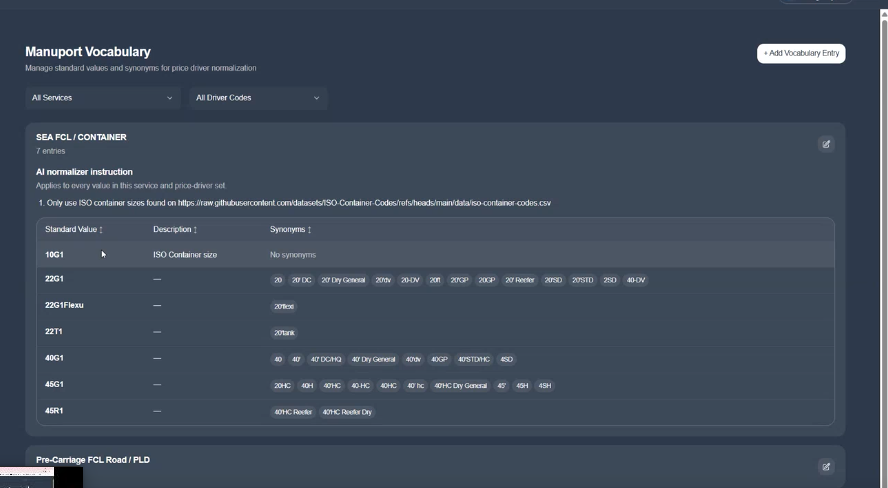 Manuport Vocabulary
+ Add Vocabulary Entry
Manage standard values and synonyms for price driver normalization
All Services
All Driver Codes
SEA FCL / CONTAINER
7 entries
AI normalizer instruction
Applies to every value in this service and price-driver set.
1. Only use ISO container sizes found on https://raw.githubusercontent.com/datasets/ISO-Container-Codes/refs/heads/main/data/iso-container-codes.csv
Standard Value ↕ Description ↕ Synonyms ↕
10G1 ISO Container size No synonyms
22G1 — 20 20' DC 20' Dry General 20'dv 20-DV 20ft 20'GP 20GP 20' Reefer 20'SD 20'STD 2SD 40-DV
22G1Flexu — 20'flexi
22T1 — 20'tank
40G1 — 40 40' 40' DC/HQ 40' Dry General 40'dv 40GP 40'STD/HC 4SD
45G1 — 20HC 40H 40'HC 40-HC 40HC 40' hc 40'HC Dry General 45' 45H 4SH
45R1 — 40'HC Reefer 40'HC Reefer Dry
Pre-Carriage FCL Road / PLD